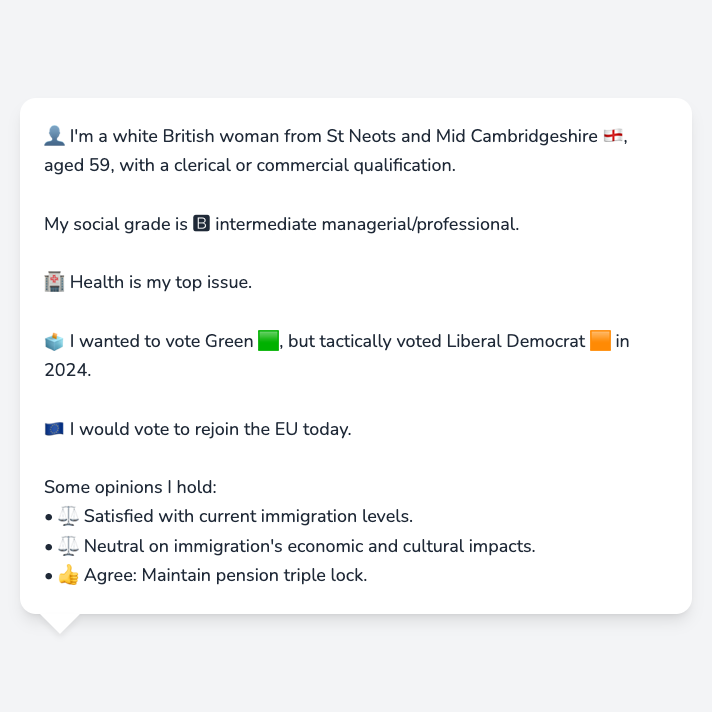 👤 I'm a white British woman from St Neots and Mid Cambridgeshire 🏴󠁧󠁢󠁥󠁮󠁧󠁿,
aged 59, with a clerical or commercial qualification.
My social grade is 🅱 intermediate managerial/professional.
🏥 Health is my top issue.
🗳️ I wanted to vote Green 🟩, but tactically voted Liberal Democrat 🟧 in
2024.
🇪🇺 I would vote to rejoin the EU today.
Some opinions I hold:
• ⚖️ Satisfied with current immigration levels.
• ⚖️ Neutral on immigration's economic and cultural impacts.
• 👍 Agree: Maintain pension triple lock.